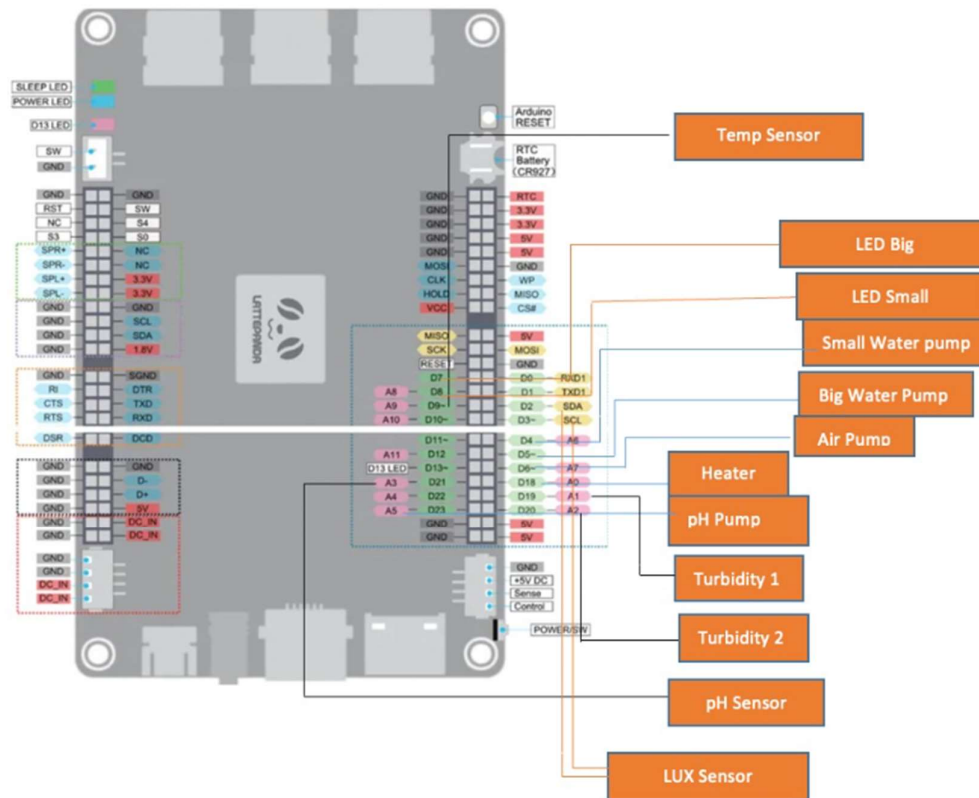 SLEEP LED
POWER LED
D13 LED
SW
GND
Arduino
RESET
RTC
Battery
(CR927)
Temp Sensor
GND GND
RST SW
NC S4
S3 S0
SPR+ NC
SPR- NC
SPL+ 3.3V
SPL- 3.3V
GND GND
GND SCL
GND SDA
GND 1.8V
GND SGND
RI DTR
CTS TXD
RTS RXD
DSR DCD
GND GND
GND D-
GND D+
GND 5V
GND DC_IN
GND DC_IN
GND
GND
DC_IN
DC_IN
LATTEPANDA
GND RTC
GND 3.3V
GND 3.3V
GND 5V
GND 5V
MOSI GND
CLK WP
HOLD MISO
VCC CS#
MISO 5V
SCK MOSI
RESET GND
D7 D0 RXD1
A8 D8 D1 TXD1
A9 D9~ D2 SDA
A10 D10~ D3~ SCL
D11~ D4 A6
A11 D12 D5~
D13 LED D13~ D6~ A7
A3 D21 D18 A0
A4 D22 D19 A1
A5 D23 D20 A2
GND 5V
GND 5V
GND
+5V DC
Sense
Control
POWER/SW
LED Big
LED Small
Small Water pump
Big Water Pump
Air Pump
Heater
pH Pump
Turbidity 1
Turbidity 2
pH Sensor
LUX Sensor